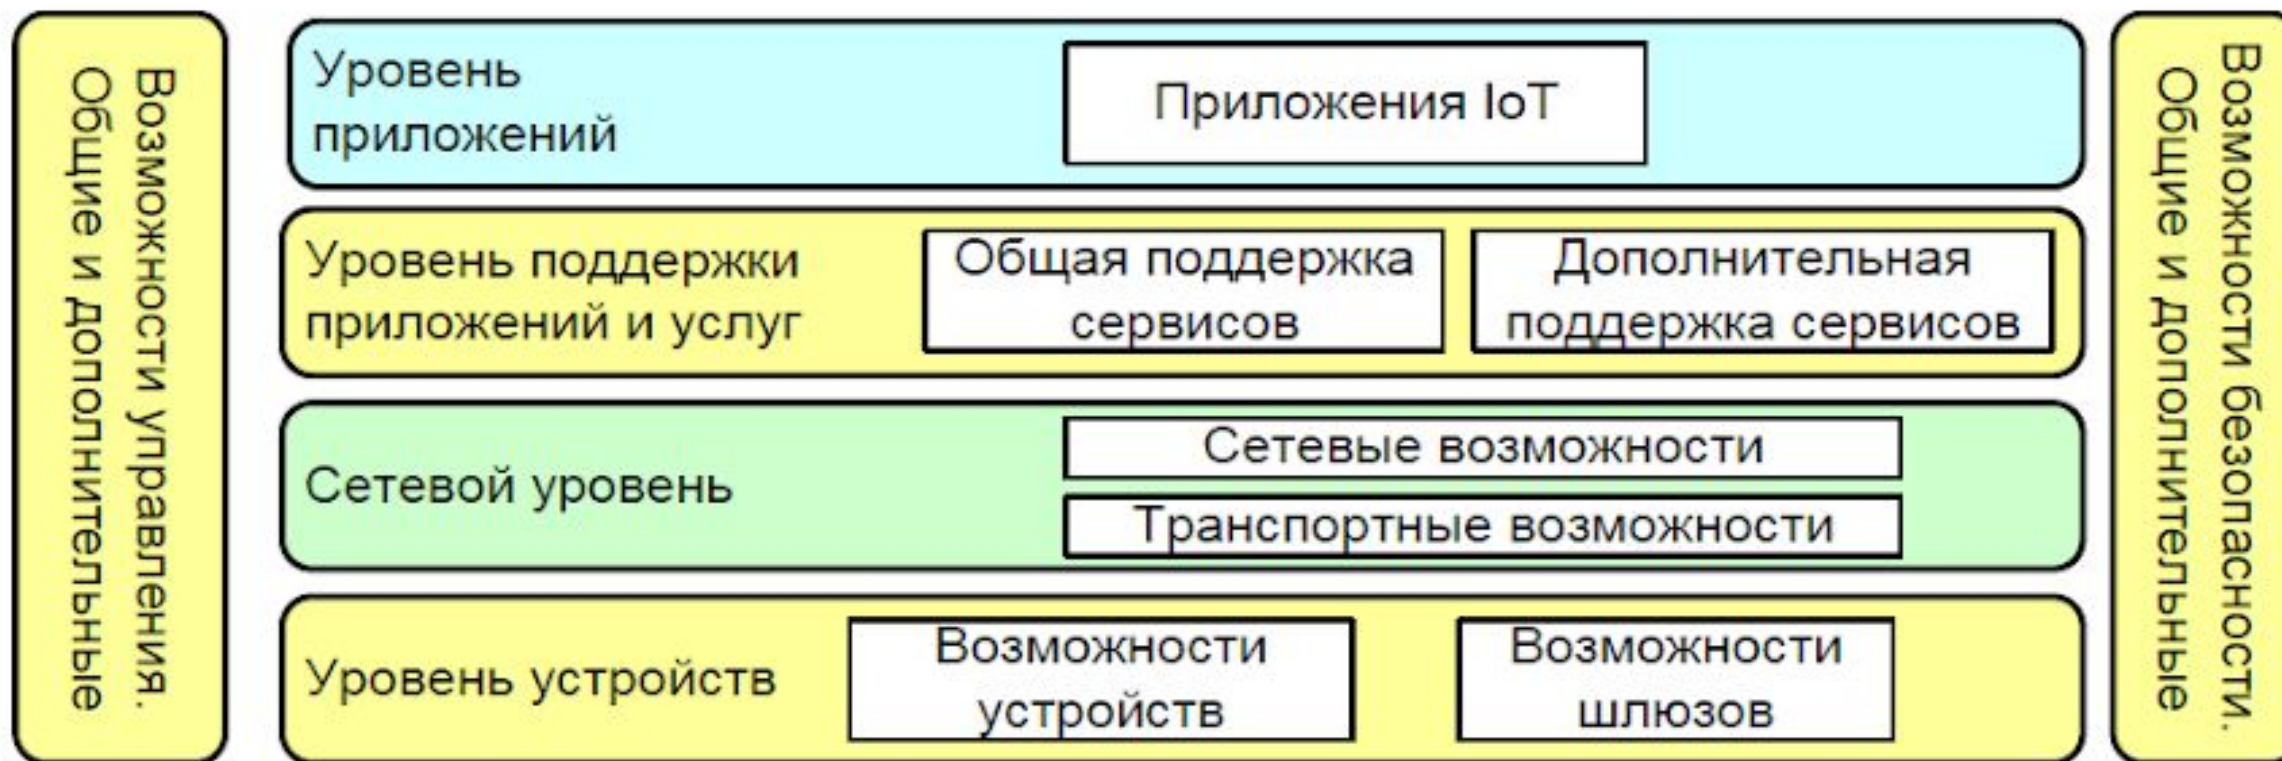 Возможности управления.
Общие и дополнительные
Уровень
приложений
Приложения IoT
Уровень поддержки
приложений и услуг
Общая поддержка
сервисов
Дополнительная
поддержка сервисов
Сетевой уровень
Сетевые возможности
Транспортные возможности
Уровень устройств
Возможности
устройств
Возможности
шлюзов
Возможности безопасности.
Общие и дополнительные